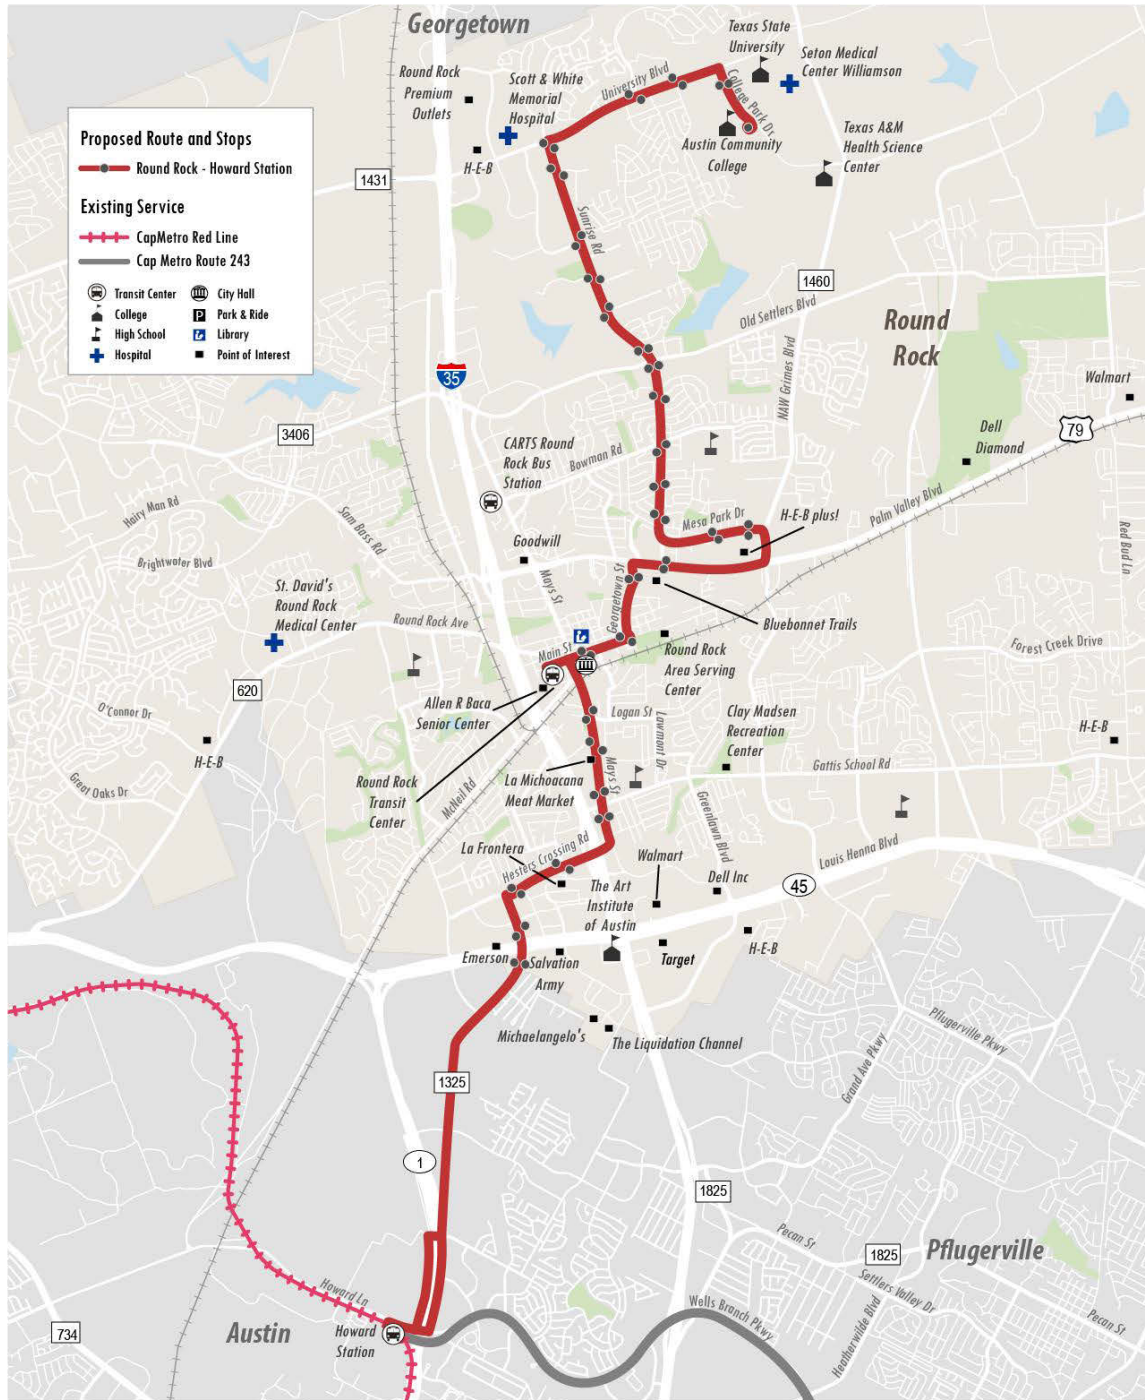 Georgetown
Texas State
University
Seton Medical
Center Williamson
Round Rock
Premium
Outlets
Scott & White
Memorial
Hospital
University Blvd
College Park Dr
Austin Community
College
Texas A&M
Health Science
Center
H-E-B
1431
Proposed Route and Stops
Round Rock - Howard Station
Existing Service
CapMetro Red Line
Cap Metro Route 243
Transit Center
City Hall
College
P
Park & Ride
High School
Library
Hospital
Point of Interest
Sunrise Rd
1460
Old Settlers Blvd
Round
Rock
NAW Grimes Blvd
35
Walmart
79
3406
CARTS Round
Rock Bus
Station
Bowman Rd
Dell
Diamond
Hairy Man Rd
Sam Bass Rd
Mesa Park Dr
H-E-B plus!
Palm Valley Blvd
Red Bud Ln
Brightwater Blvd
Goodwill
Mays St
Georgetown St
St. David's
Round Rock
Medical Center
Round Rock Ave
Bluebonnet Trails
Main St
Round Rock
Area Serving
Center
Forest Creek Drive
620
Allen R Baca
Senior Center
Logan St
Lawmont Dr
Clay Madsen
Recreation
Center
O'Connor Dr
H-E-B
H-E-B
Great Oaks Dr
Round Rock
Transit
Center
McNeil Rd
La Michoacana
Meat Market
Mays St
Gattis School Rd
Greenlawn Blvd
La Frontera
Hesters Crossing Rd
Walmart
Louis Henna Blvd
Dell Inc
45
The Art
Institute
of Austin
Emerson
Salvation
Army
Target
H-E-B
Michaelangelo's
The Liquidation Channel
Pflugerville Pkwy
Grand Ave Pkwy
1325
1
1825
Pecan St
1825
Pflugerville
Settlers Valley Dr
Howard Ln
Wells Branch Pkwy
Heatherwilde Blvd
Pecan St
734
Austin
Howard
Station